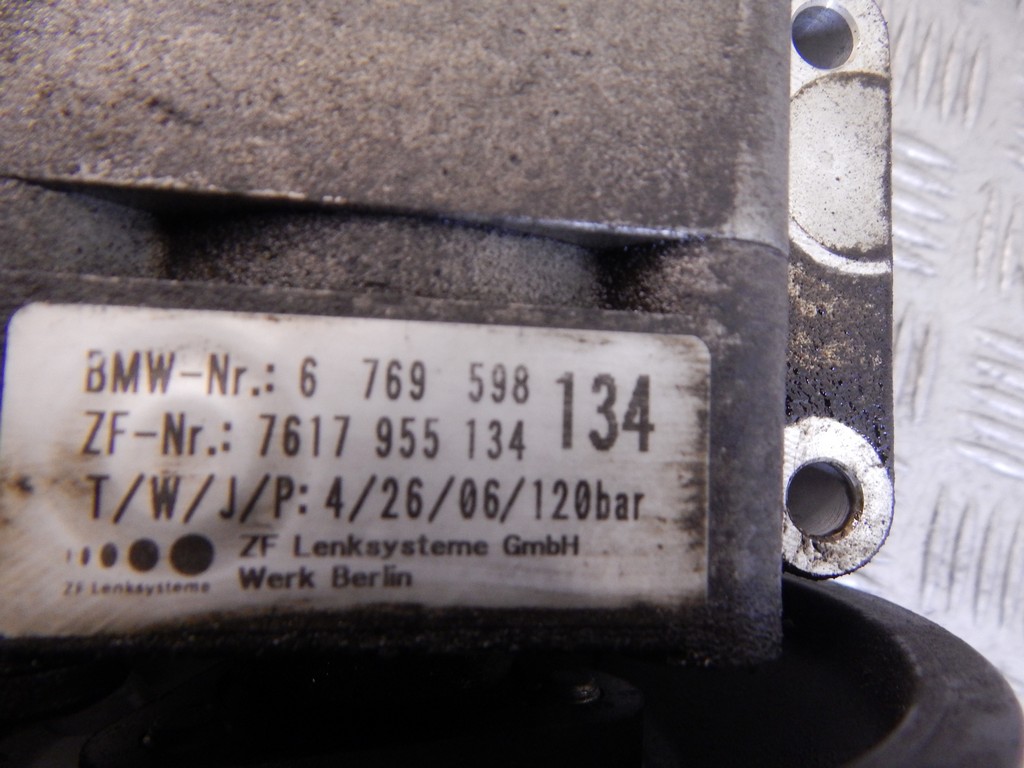 BMW-Nr.: 6 769 598 134
ZF-Nr.: 7617 955 134
T/W/J/P: 4/26/06/120bar
ZF Lenksysteme GmbH
ZF Lenksysteme Werk Berlin